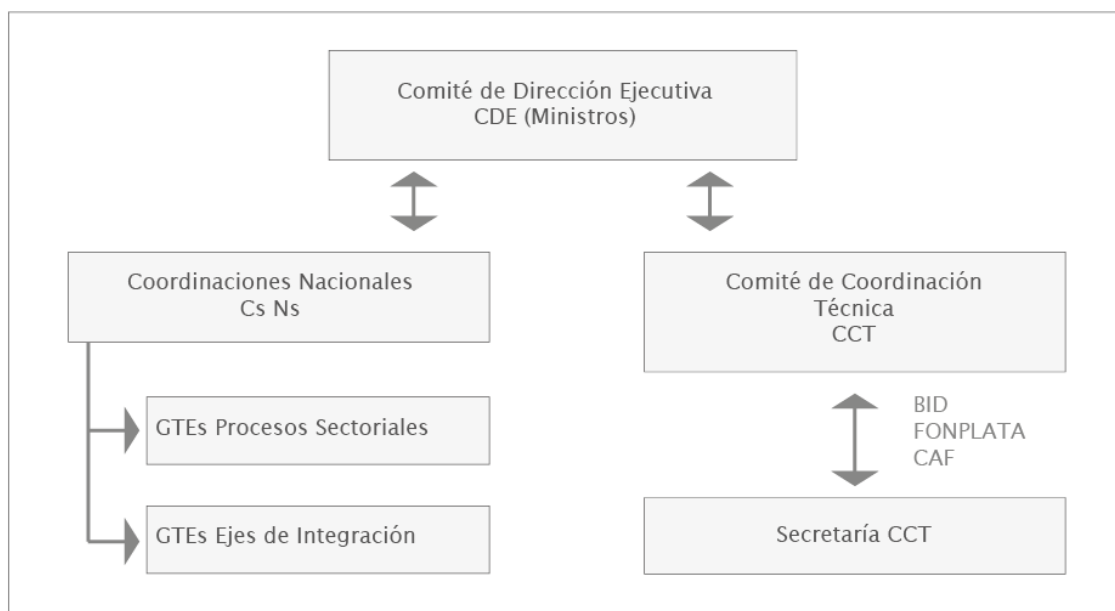 Comité de Dirección Ejecutiva
CDE (Ministros)
Coordinaciones Nacionales
Cs Ns
Comité de Coordinación
Técnica
CCT
GTEs Procesos Sectoriales
BID
FONPLATA
CAF
GTEs Ejes de Integración
Secretaría CCT